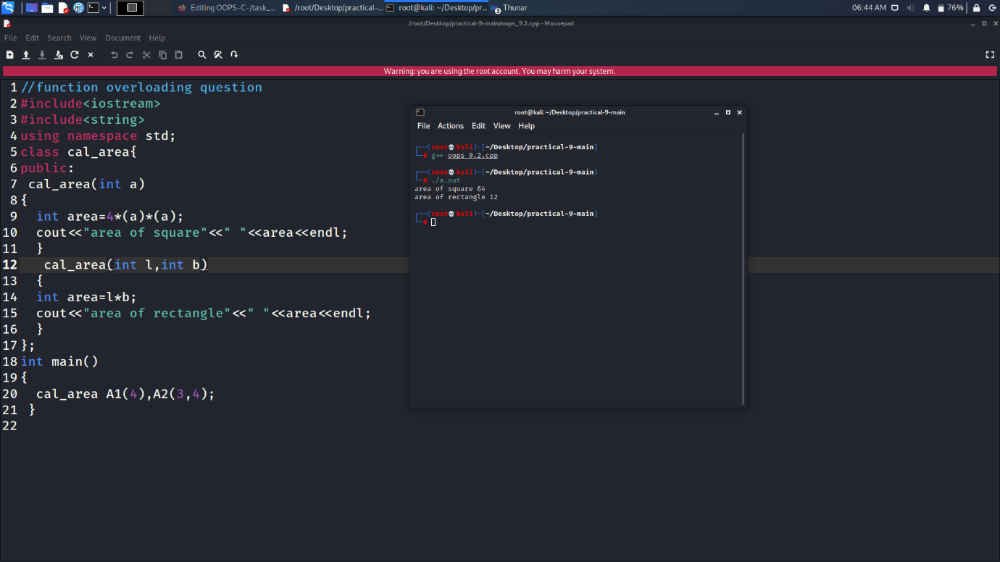 Editing OOPS-C-/task_... /root/Desktop/practical-... root@kali: ~/Desktop/pr... 3 Thunar 06:44 AM 76%
/root/Desktop/practical-9-main/oops_9.2.cpp - Mousepad
File Edit Search View Document Help
Warning: you are using the root account. You may harm your system.
1 //function overloading question
2 #include<iostream>
3 #include<string>
4 using namespace std;
5 class cal_area{
6 public:
7 cal_area(int a)
8 {
9 int area=4*(a)*(a);
10 cout<<"area of square"<<" "<<area<<endl;
11 }
12 cal_area(int l,int b)
13 {
14 int area=l*b;
15 cout<<"area of rectangle"<<" "<<area<<endl;
16 }
17 };
18 int main()
19 {
20 cal_area A1(4),A2(3,4);
21 }
22
root@kali: ~/Desktop/practical-9-main
File Actions Edit View Help
(root💀kali)-[~/Desktop/practical-9-main]
# g++ oops_9.2.cpp
(root💀kali)-[~/Desktop/practical-9-main]
# ./a.out
area of square 64
area of rectangle 12
(root💀kali)-[~/Desktop/practical-9-main]
#